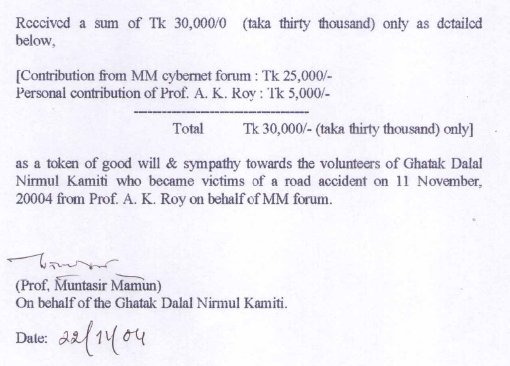 Received a sum of Tk 30,000/0 (taka thirty thousand) only as detailed
below,
[Contribution from MM cybernet forum : Tk 25,000/-
Personal contribution of Prof. A. K. Roy : Tk 5,000/-
-----------------------------------
Total Tk 30,000/- (taka thirty thousand) only]
as a token of good will & sympathy towards the volunteers of Ghatak Dalal
Nirmul Kamiti who became victims of a road accident on 11 November,
20004 from Prof. A. K. Roy on behalf of MM forum.
(Prof, Muntasir Mamun)
On behalf of the Ghatak Dalal Nirmul Kamiti.
Date: 22/11/04